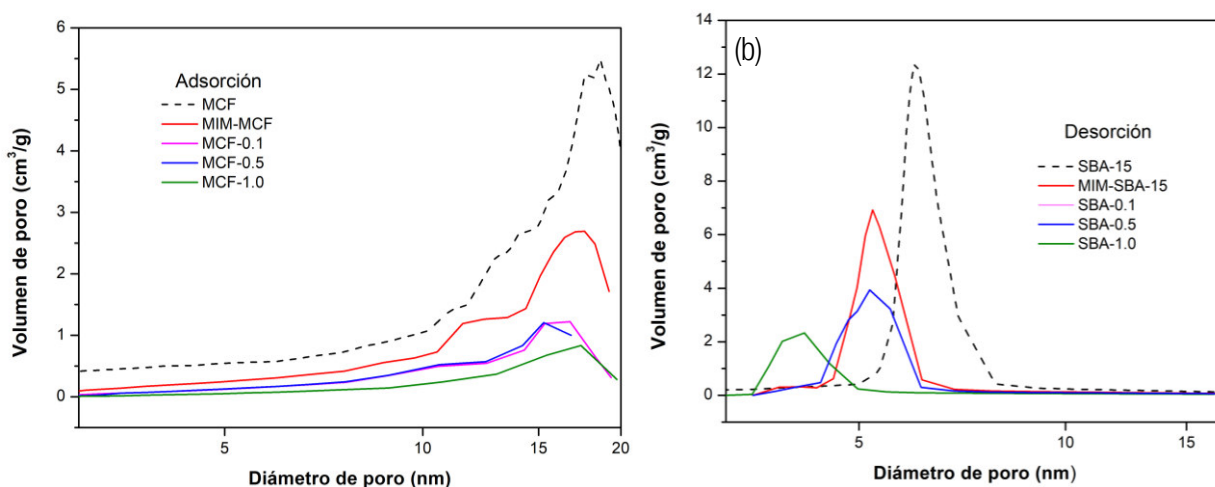 6
5
4
3
2
1
0
Volumen de poro (cm³/g)
Adsorción
MCF
MIM-MCF
MCF-0.1
MCF-0.5
MCF-1.0
5
10
15
20
Diámetro de poro (nm)
(b)
14
12
10
8
6
4
2
0
Volumen de poro (cm³/g)
Desorción
SBA-15
MIM-SBA-15
SBA-0.1
SBA-0.5
SBA-1.0
5
10
15
Diámetro de poro (nm)